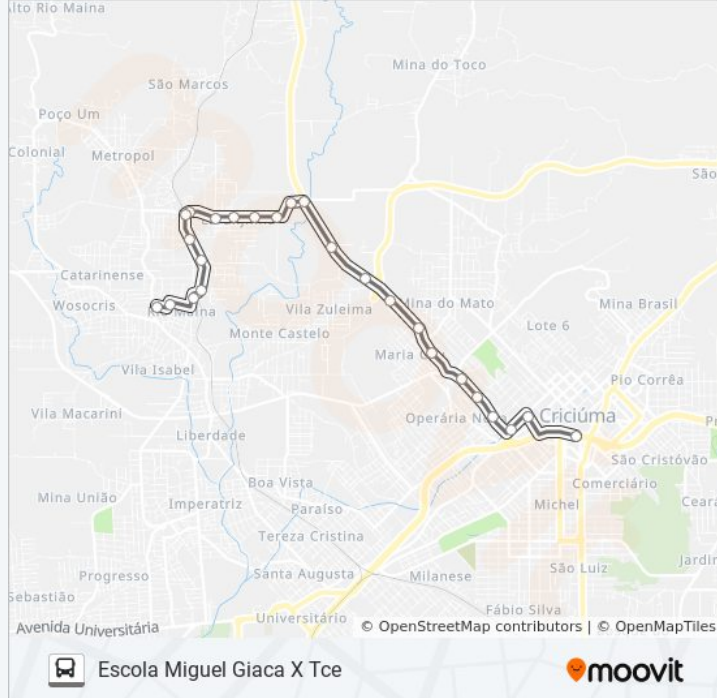 Alto Rio Maina
Mina do Toco
São Marcos
Poço Um
Colonial
Metropol
São
Catarinense
Wosocris
Rio Maina
Vila Zuleima
Mina do Mato
Mina Brasil
Monte Castelo
Lote 6
Maria C
Vila Isabel
Pio Corrêa
Vila Macarini
Operária N
Criciúma
Liberdade
São Cristóvão
Boa Vista
Comerciário
Mina União
Imperatriz
Paraíso
Michel
Ceará
Tereza Cristina
Progresso
Santa Augusta
Milanese
São Luiz
Jardim
Sebastião
Fábio Silva
Universitário
Avenida Universitária
© OpenStreetMap contributors | © OpenMapTiles
Escola Miguel Giaca X Tce
moovit